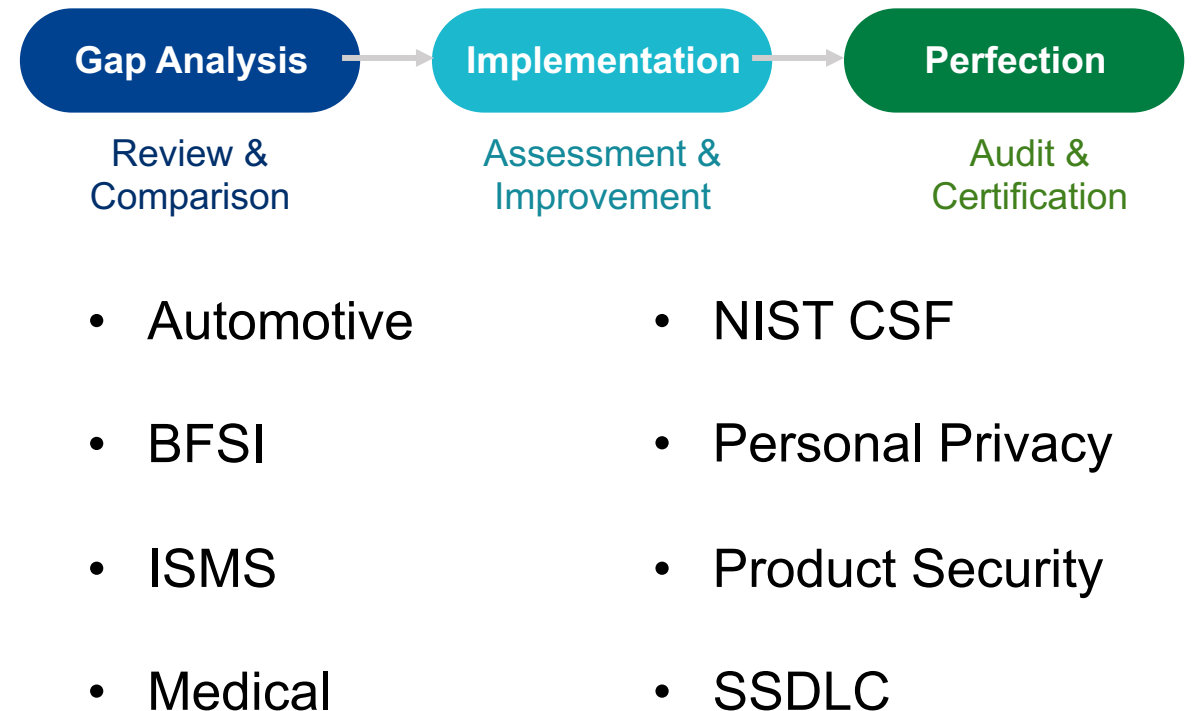 Gap Analysis
Implementation
Perfection
Review &
Comparison
Assessment &
Improvement
Audit &
Certification
• Automotive
• BFSI
• ISMS
• Medical
• NIST CSF
• Personal Privacy
• Product Security
• SSDLC